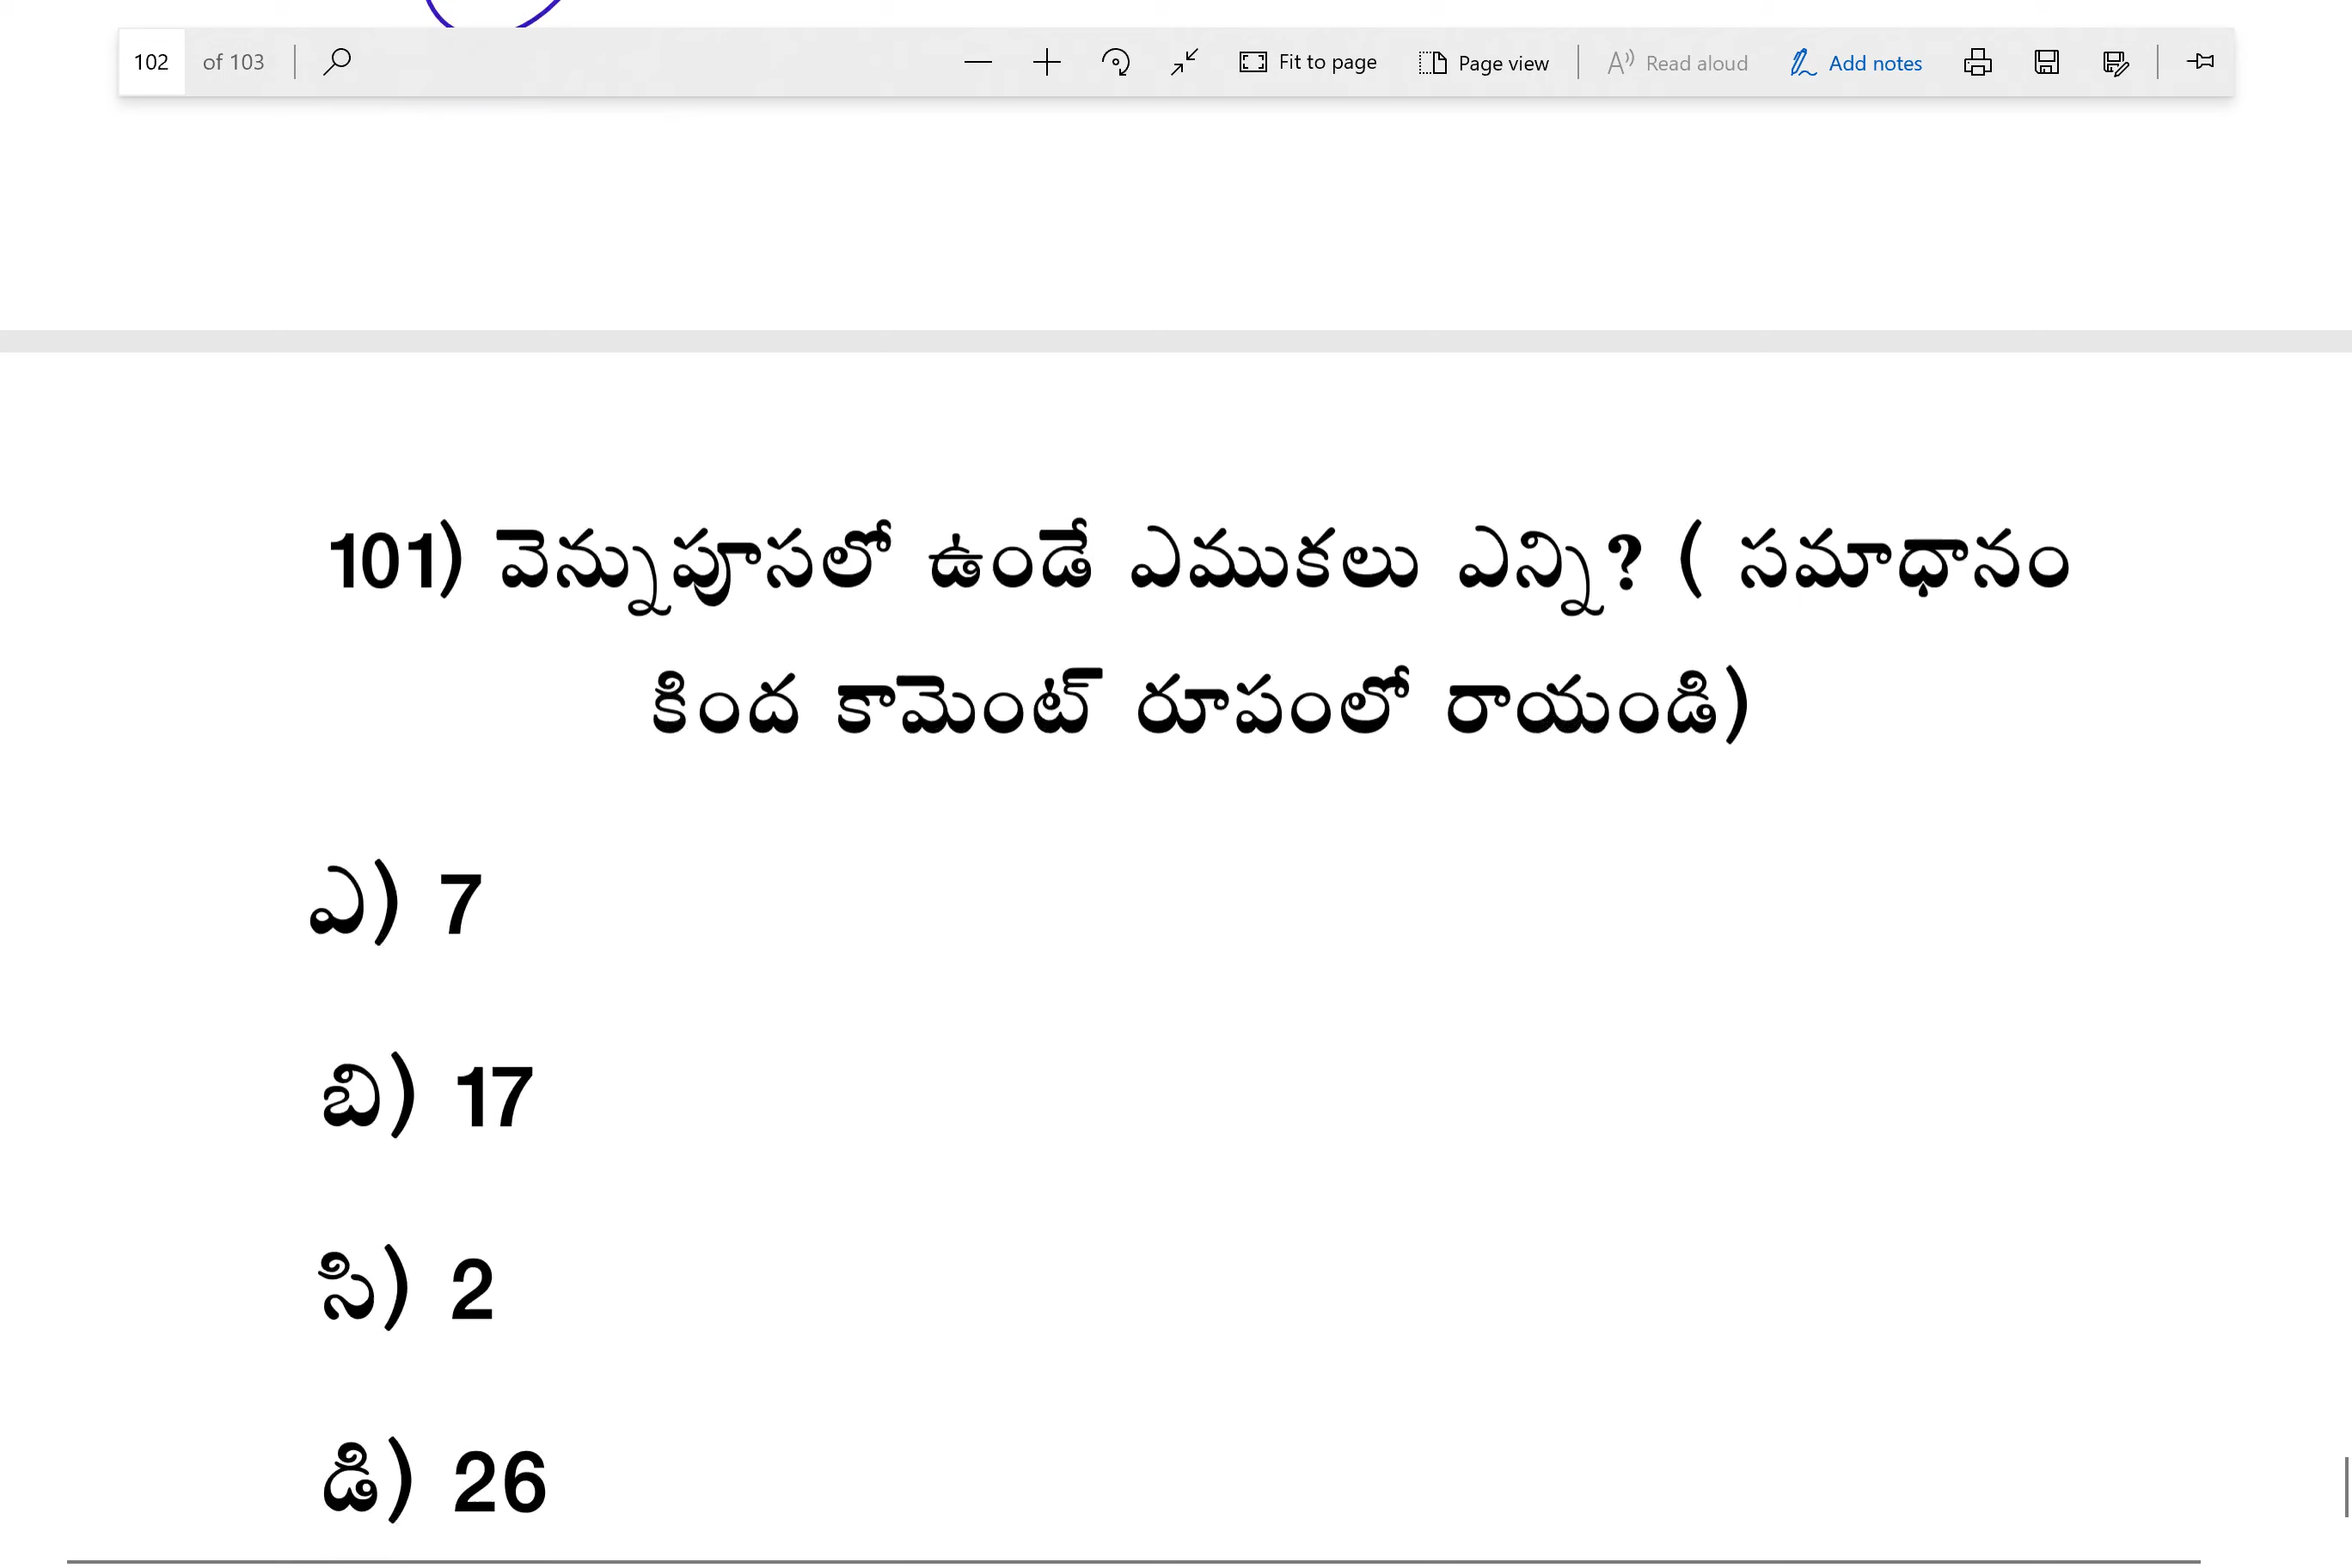 102 of 103 Fit to page Page view Read aloud Add notes
101) వెన్నుపూసలో ఉండే ఎముకలు ఎన్ని? ( సమాధానం
కింద కామెంట్ రూపంలో రాయండి)
ఎ) 7
బి) 17
సి) 2
డి) 26